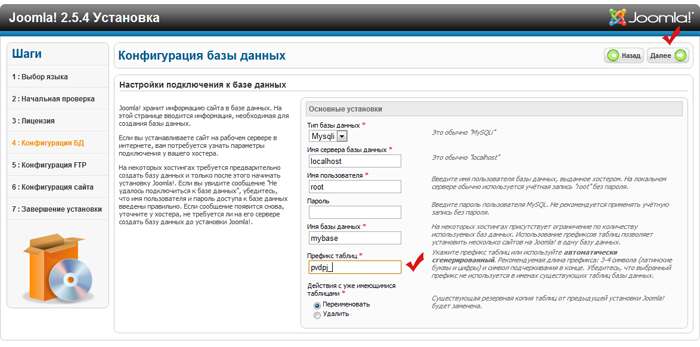 Joomla! 2.5.4 Установка
Joomla!
Шаги
1 : Выбор языка
2 : Начальная проверка
3 : Лицензия
4 : Конфигурация БД
5 : Конфигурация FTP
6 : Конфигурация сайта
7 : Завершение установки
Конфигурация базы данных
Назад
Далее
Настройки подключения к базе данных
Joomla! хранит информацию сайта в базе данных. На
этой странице вводится информация, необходимая для
создания базы данных.
Если вы устанавливаете сайт на рабочем сервере в
интернете, вам потребуется узнать параметры
подключения у вашего хостера.
На некоторых хостингах требуется предварительно
создать базу данных и только после этого начинать
установку Joomla!. Если вы увидите сообщение "Не
удалось подключиться к базе данных", убедитесь,
что имя пользователя и пароль доступа к базе данных
введены правильно. Если сообщение появится снова,
уточните у хостера, не требуется ли на его сервере
создать базу данных до установки Joomla!.
Основные установки
Тип базы данных *
Mysqli
Это обычно "MySQLi"
Имя сервера базы данных *
localhost
Это обычно "localhost"
Имя пользователя *
root
Введите имя пользователя базы данных, выданное хостером. На локальном
сервере обычно используется учётная запись "root" без пароля.
Пароль
Введите пароль пользователя MySQL. Не рекомендуется применять учётную
запись без пароля.
Имя базы данных *
mybase
На некоторых хостингах присутствует ограничение по количеству
используемых баз данных. Использование префиксов таблиц позволяет
установить несколько сайтов на Joomla! в одну базу данных.
Префикс таблиц *
pvdpj_
Укажите префикс таблиц или используйте автоматически
сгенерированный. Рекомендуемая длина префикса: 3-4 символа (латинские
буквы и цифры) и символ подчеркивания в конце. Убедитесь, что выбранный
префикс не используется в именах существующих таблиц базы данных.
Действия с уже имеющимися
таблицами *
Переименовать
Удалить
Существующая резервная копия таблиц от предыдущей установки Joomla!
будет заменена.